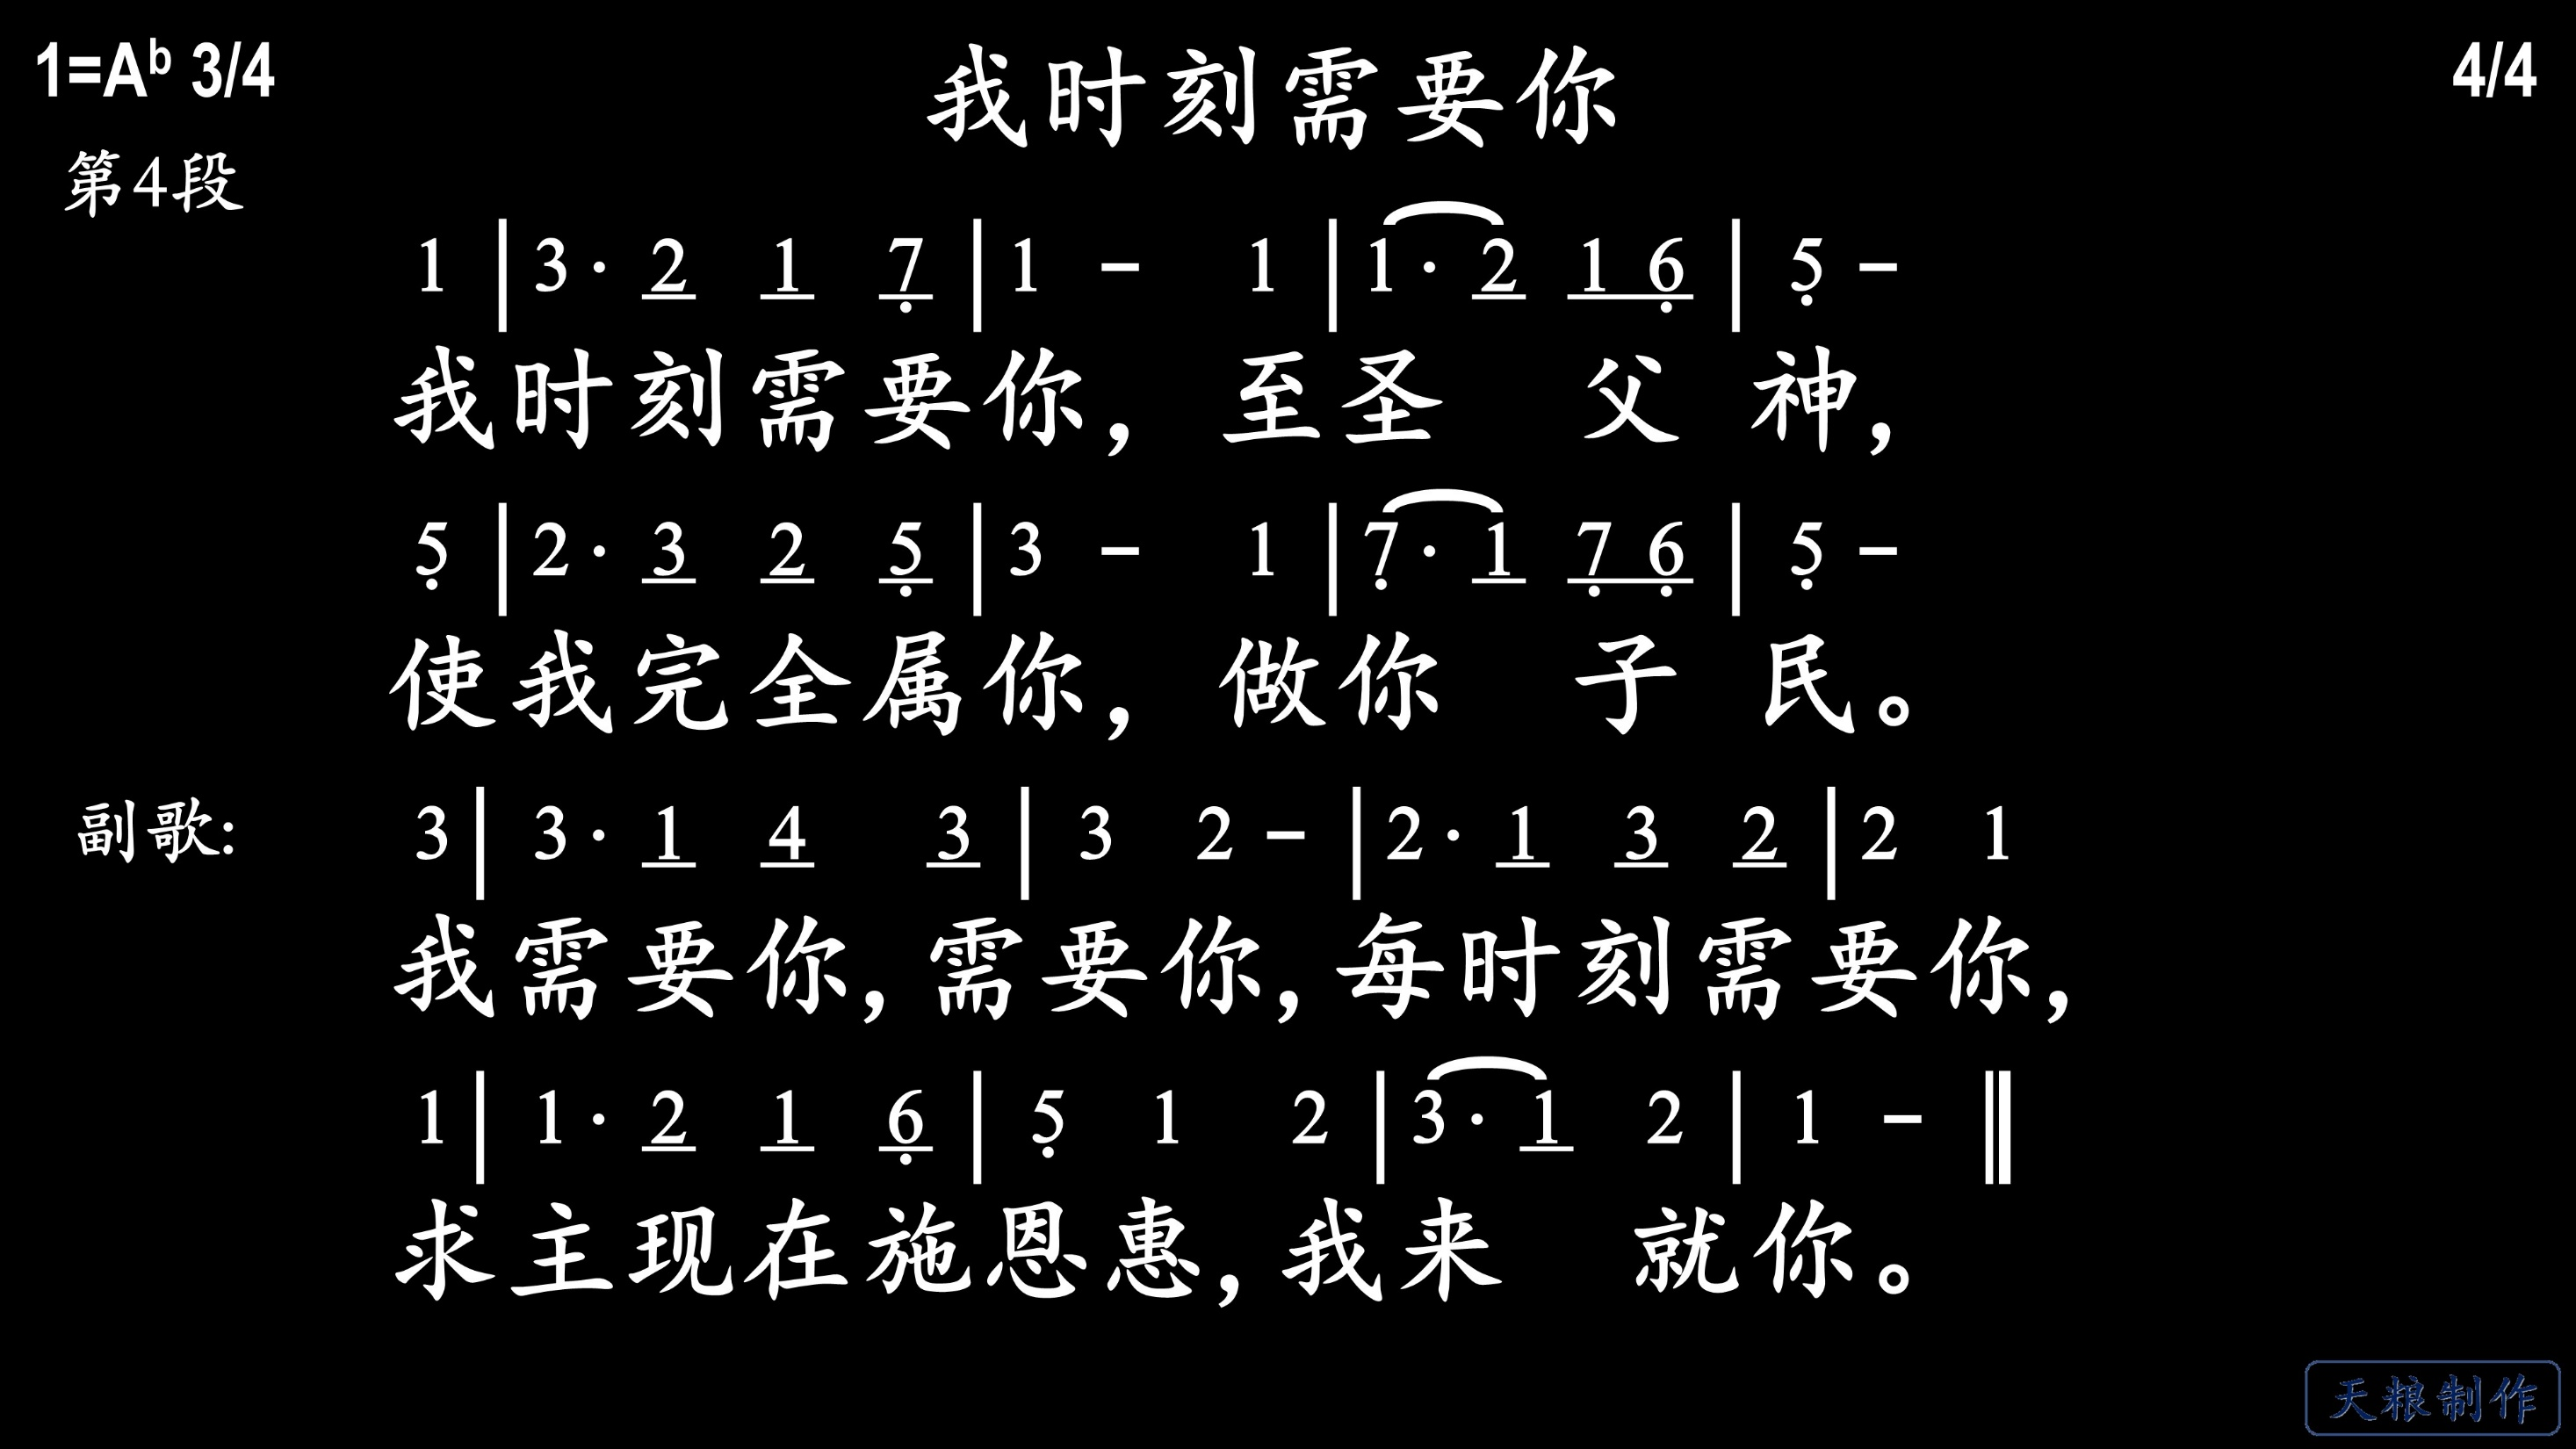 1=Aᵇ 3/4 我时刻需要你 4/4
第4段
1 | 3· 2 1 7̣ | 1 – 1 | 1· 2 1 6̣ | 5̣ –
我时刻需要你，至圣 父 神，
5̣ | 2· 3 2 5̣ | 3 – 1 | 7̣· 1 7̣ 6̣ | 5̣ –
使我完全属你，做你 子 民。
副歌: 3 | 3· 1 4 3 | 3 2 – | 2· 1 3 2 | 2 1
我需要你，需要你，每时刻需要你，
1 | 1· 2 1 6̣ | 5̣ 1 2 | 3· 1 2 | 1 – ‖
求主现在施恩惠，我来 就你。
天粮制作